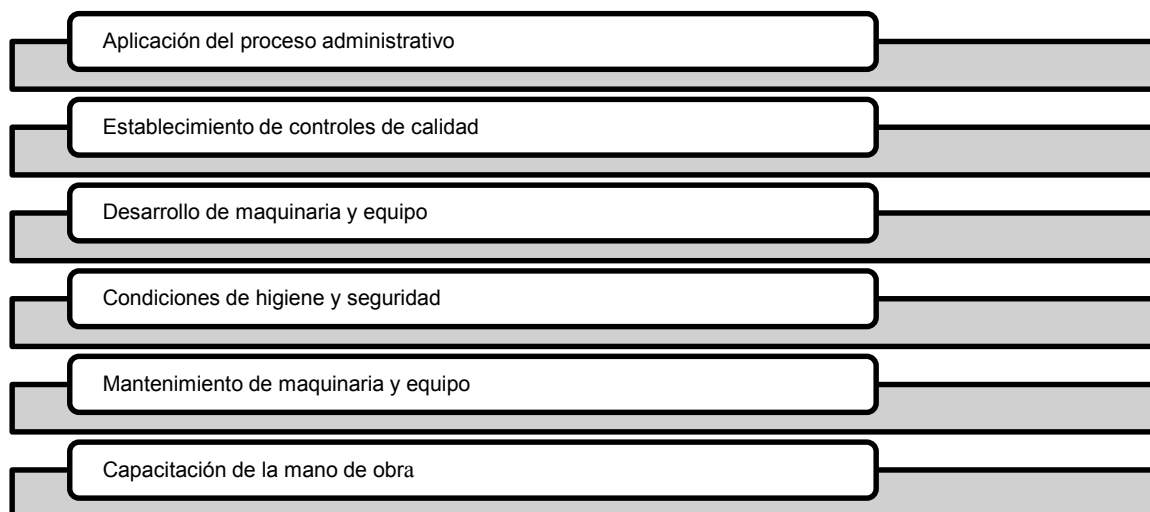 Aplicación del proceso administrativo
Establecimiento de controles de calidad
Desarrollo de maquinaria y equipo
Condiciones de higiene y seguridad
Mantenimiento de maquinaria y equipo
Capacitación de la mano de obra